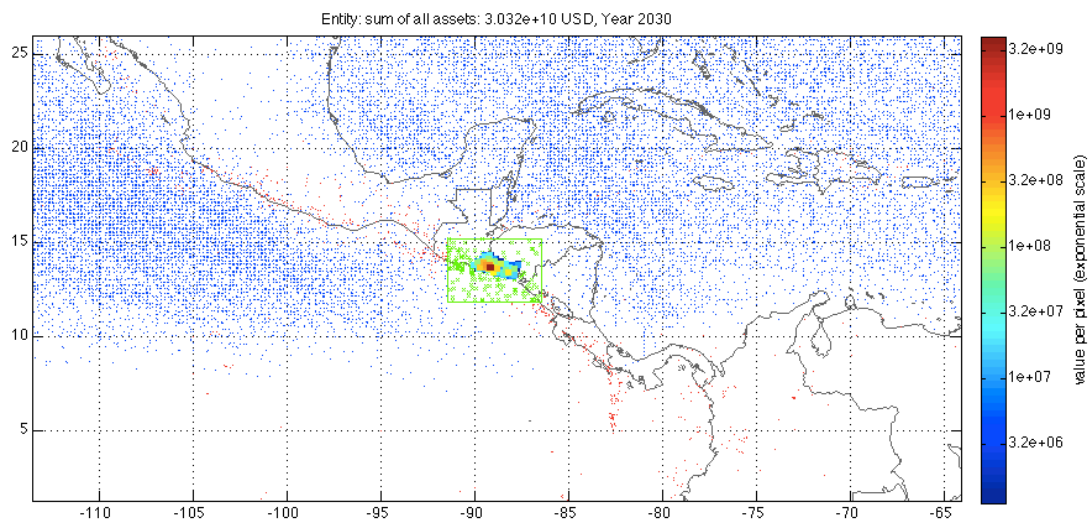 Entity: sum of all assets: 3.032e+10 USD, Year 2030
25
20
15
10
5
-110 -105 -100 -95 -90 -85 -80 -75 -70 -65
3.2e+09
1e+09
3.2e+08
1e+08
3.2e+07
1e+07
3.2e+06
value per pixel (exponential scale)